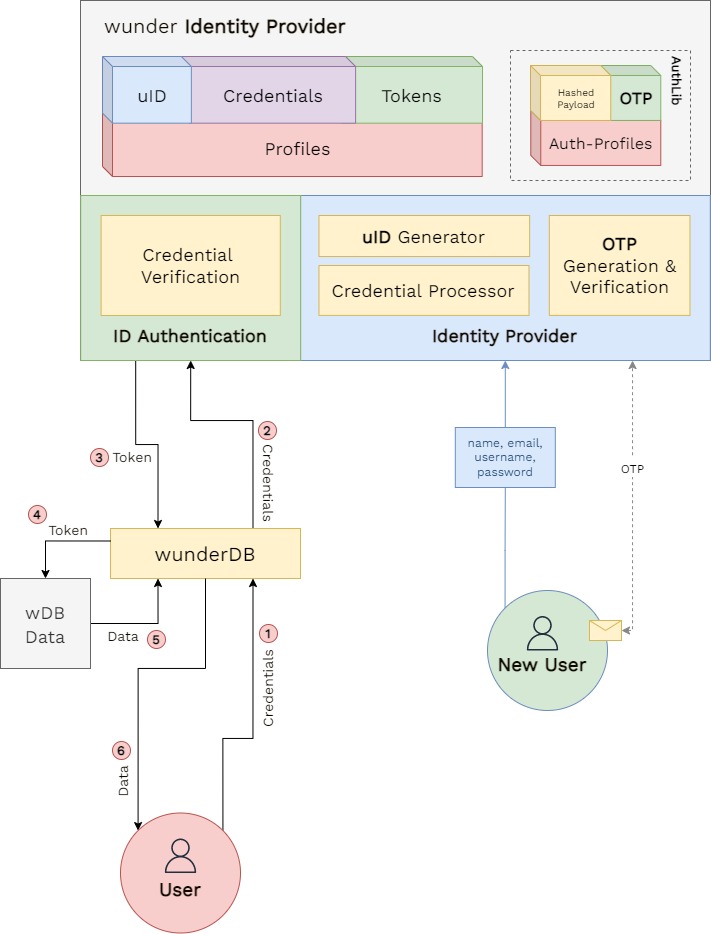 wunder Identity Provider
uID
Credentials
Tokens
Profiles
AuthLib
Hashed
Payload
OTP
Auth-Profiles
Credential
Verification
ID Authentication
uID Generator
Credential Processor
OTP
Generation &
Verification
Identity Provider
2
Credentials
3
Token
name, email,
username,
password
OTP
4
Token
wunderDB
wDB
Data
Data
5
1
Credentials
New User
6
Data
User